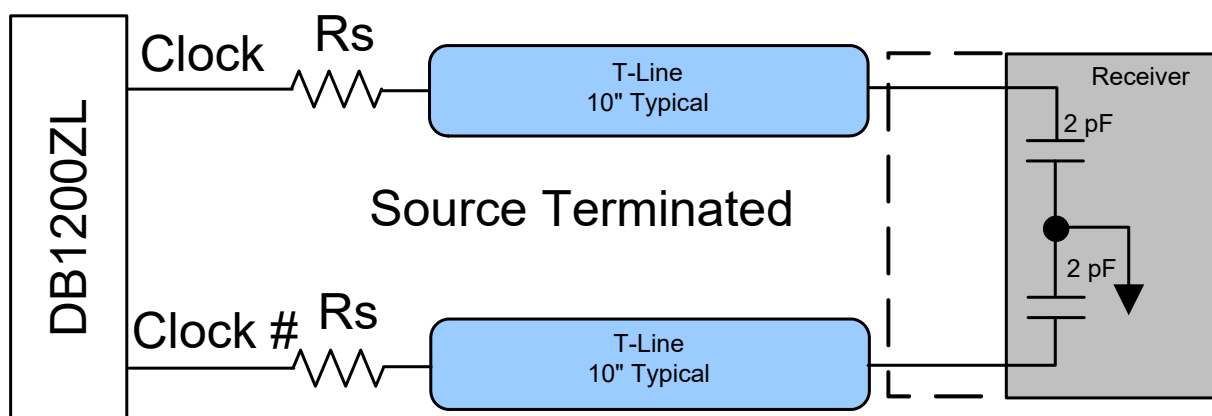 DB1200ZL
Clock
Rs
T-Line
10" Typical
Receiver
2 pF
Source Terminated
2 pF
Clock #
Rs
T-Line
10" Typical